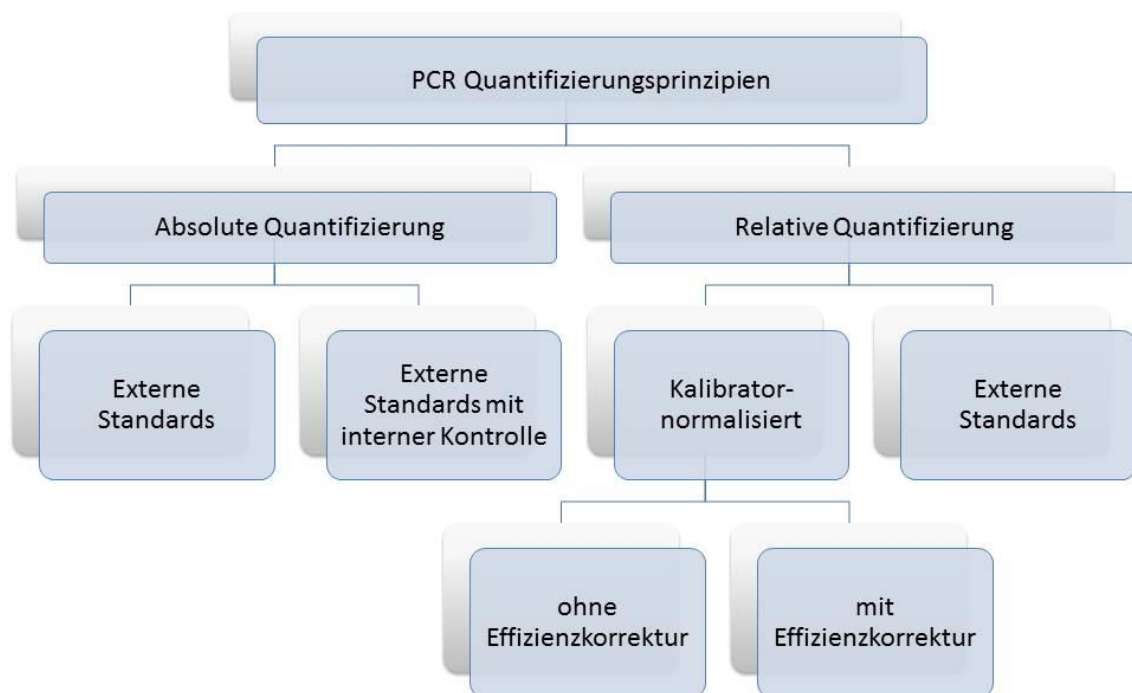 PCR Quantifizierungsprinzipien
Absolute Quantifizierung
Relative Quantifizierung
Externe
Standards
Externe
Standards mit
interner Kontrolle
Kalibrator-
normalisiert
Externe
Standards
ohne
Effizienzkorrektur
mit
Effizienzkorrektur